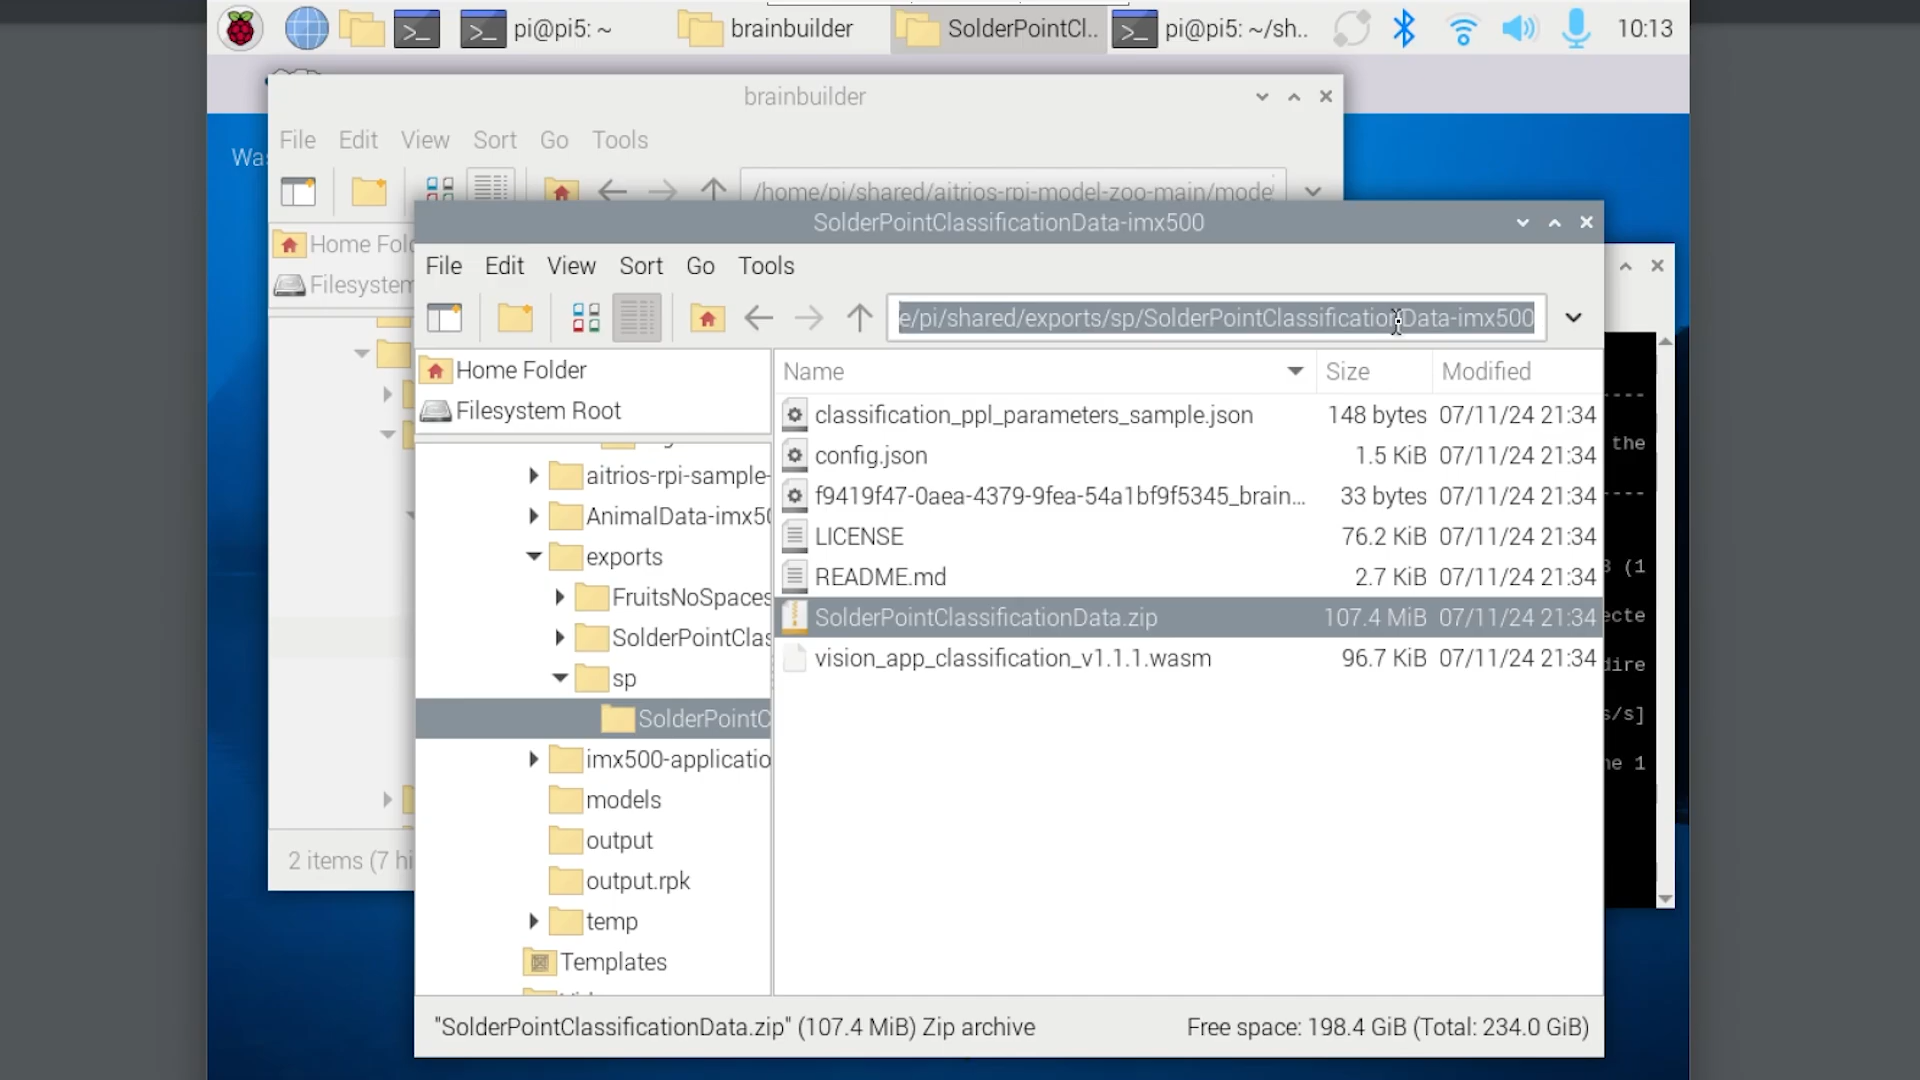 pi@pi5: ~
brainbuilder
SolderPointCl..
pi@pi5: ~/sh..
10:13
brainbuilder
File Edit View Sort Go Tools
/home/pi/shared/aitrios-rpi-model-zoo-main/mode
Home Fol
Filesystem
2 items (7 hi
SolderPointClassificationData-imx500
File Edit View Sort Go Tools
e/pi/shared/exports/sp/SolderPointClassificationData-imx500
Home Folder
Filesystem Root
aitrios-rpi-sample-
AnimalData-imx50
exports
FruitsNoSpaces
SolderPointClas
sp
SolderPointC
imx500-applicatio
models
output
output.rpk
temp
Templates
Name Size Modified
classification_ppl_parameters_sample.json 148 bytes 07/11/24 21:34
config.json 1.5 KiB 07/11/24 21:34
f9419f47-0aea-4379-9fea-54a1bf9f5345_brain... 33 bytes 07/11/24 21:34
LICENSE 76.2 KiB 07/11/24 21:34
README.md 2.7 KiB 07/11/24 21:34
SolderPointClassificationData.zip 107.4 MiB 07/11/24 21:34
vision_app_classification_v1.1.1.wasm 96.7 KiB 07/11/24 21:34
"SolderPointClassificationData.zip" (107.4 MiB) Zip archive
Free space: 198.4 GiB (Total: 234.0 GiB)
----
the
----
(1
ecte
dire
s/s]
ne 1